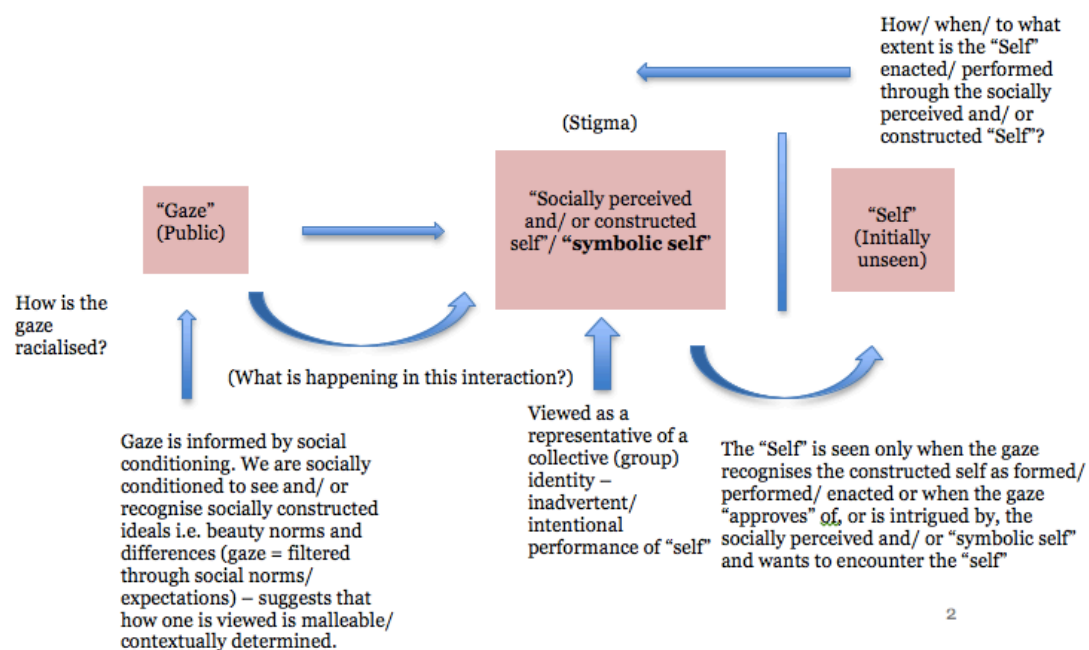 How/ when/ to what
extent is the “Self”
enacted/ performed
through the socially
perceived and/ or
constructed “Self”?
(Stigma)
“Gaze”
(Public)
“Socially perceived
and/ or constructed
self”/ “symbolic self”
“Self”
(Initially
unseen)
How is the
gaze
racialised?
(What is happening in this interaction?)
Gaze is informed by social
conditioning. We are socially
conditioned to see and/ or
recognise socially constructed
ideals i.e. beauty norms and
differences (gaze = filtered
through social norms/
expectations) – suggests that
how one is viewed is malleable/
contextually determined.
Viewed as a
representative of a
collective (group)
identity –
inadvertent/
intentional
performance of “self”
The “Self” is seen only when the gaze
recognises the constructed self as formed/
performed/ enacted or when the gaze
“approves” of, or is intrigued by, the
socially perceived and/ or “symbolic self”
and wants to encounter the “self”
2